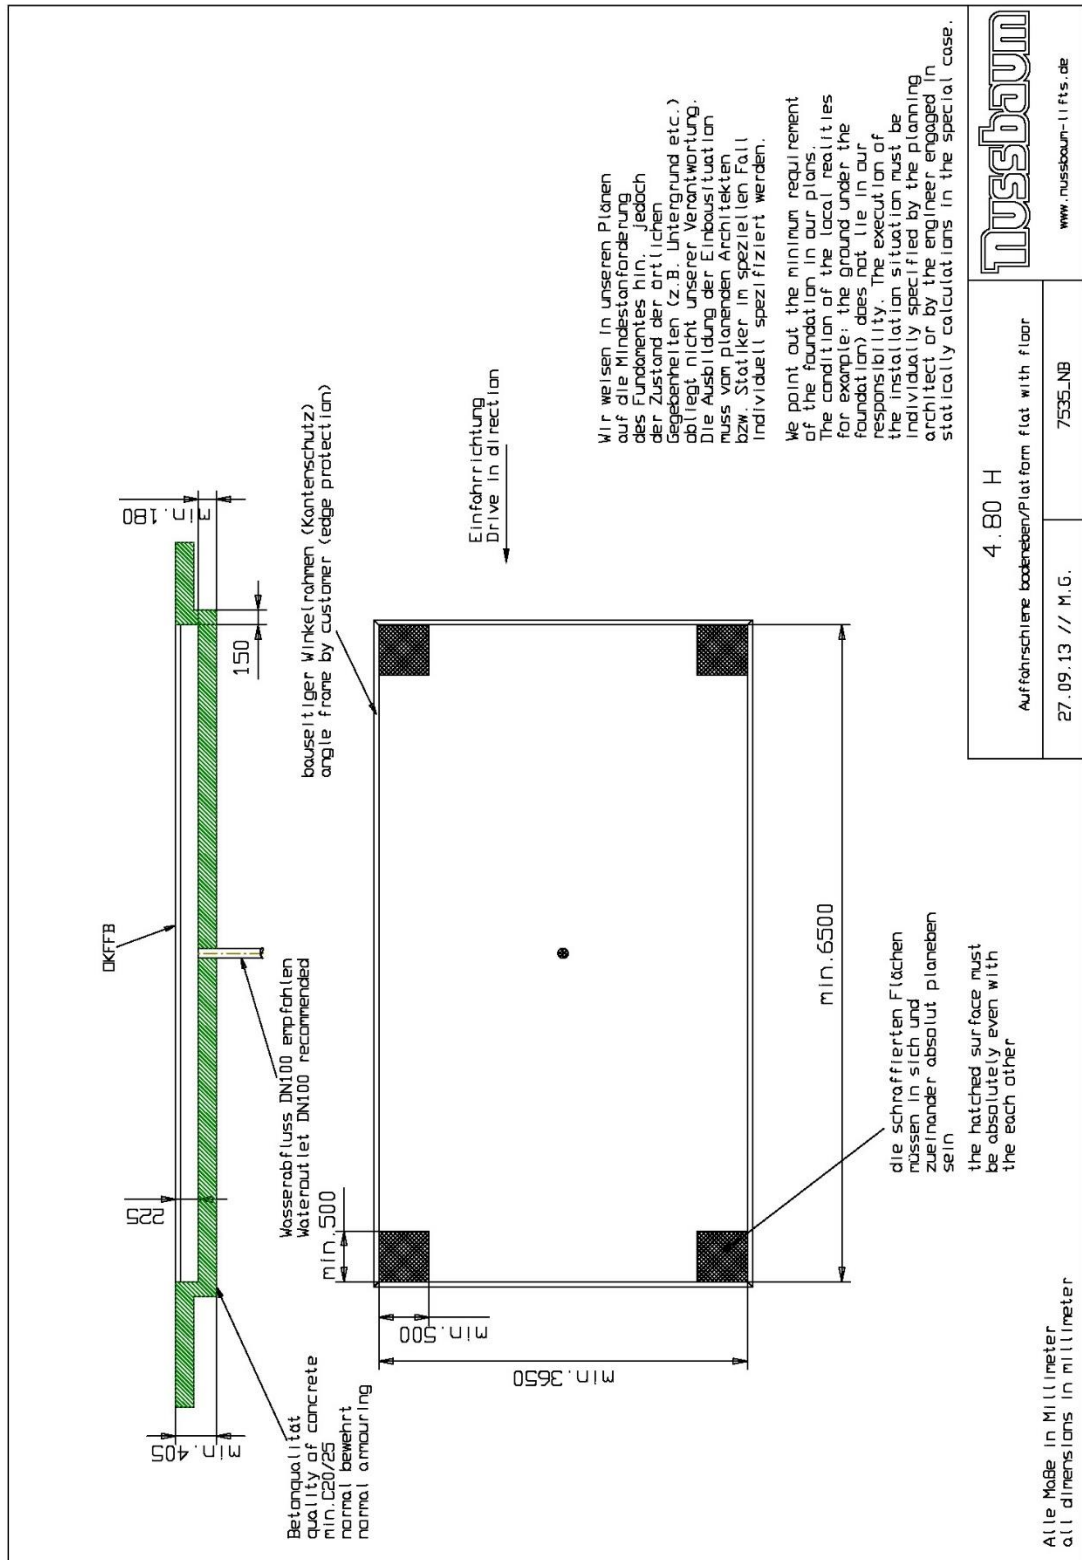 OKFFB
min.180
150
225
min.405
Wasserabfluss DN100 empfohlen
Wateroutlet DN100 recommended
Betonqualität
quality of concrete
min.C20/25
normal bewehrt
normal armouring
bauseitiger Winkelrahmen (Kantenschutz)
angle frame by customer (edge protection)
min.500
min.500
min.3650
min.6500
Einfahrrichtung
Drive in direction
die schraffierten Flächen
müssen in sich und
zueinander absolut planeben
sein
the hatched surface must
be absolutely even with
the each other
Wir weisen in unseren Plänen
auf die Mindestanforderung
des Fundamentes hin. jedoch
der Zustand der örtlichen
Gegebenheiten (z.B. Untergrund etc.)
obliegt nicht unserer Verantwortung.
Die Ausbildung der Einbausituation
muss vom planenden Architekten
bzw. Statiker im speziellen Fall
individuell spezifiziert werden.
We point out the minimum requirement
of the foundation in our plans.
The condition of the local realities
for example: the ground under the
foundation) does not lie in our
responsibility. The execution of
the installation situation must be
individually specified by the planning
architect or by the engineer engaged in
statically calculations in the special case.
Alle Maße in Millimeter
all dimensions in millimeter
4.80 H
Auffahrschiene bodeneben/Platform flat with floor
27.09.13 // M.G.
7535_NB
nussbaum
www.nussbaum-lifts.de